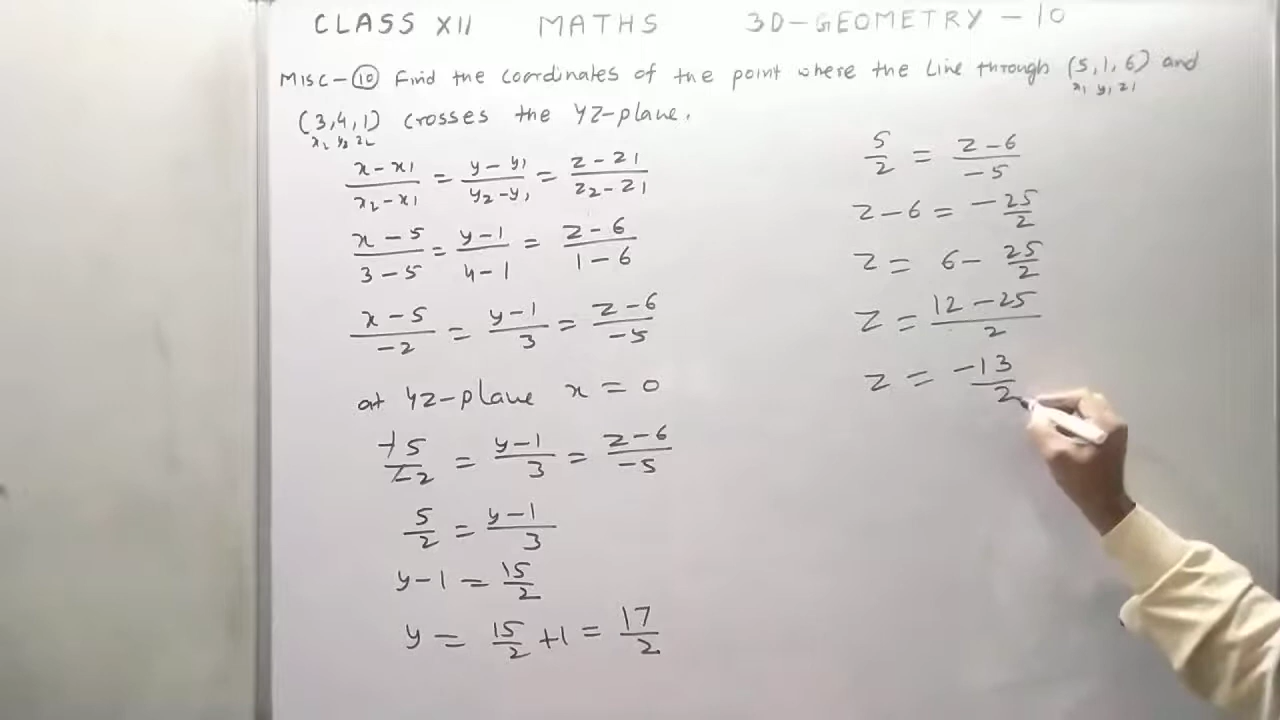 CLASS XII MATHS 3D-GEOMETRY-10
MISC-⑩ Find the coordinates of the point where the Line through (5,1,6) and
x₁ y₁ z₁
(3,4,1) crosses the YZ-plane.
x₂ y₂ z₂
(x-x₁)/(x₂-x₁) = (y-y₁)/(y₂-y₁) = (z-z₁)/(z₂-z₁)
(x-5)/(3-5) = (y-1)/(4-1) = (z-6)/(1-6)
(x-5)/(-2) = (y-1)/3 = (z-6)/(-5)
at YZ-plane x = 0
-5/-2 = (y-1)/3 = (z-6)/(-5)
5/2 = (y-1)/3
y-1 = 15/2
y = 15/2 + 1 = 17/2
5/2 = (z-6)/(-5)
z-6 = -25/2
z = 6 - 25/2
z = (12-25)/2
z = -13/2